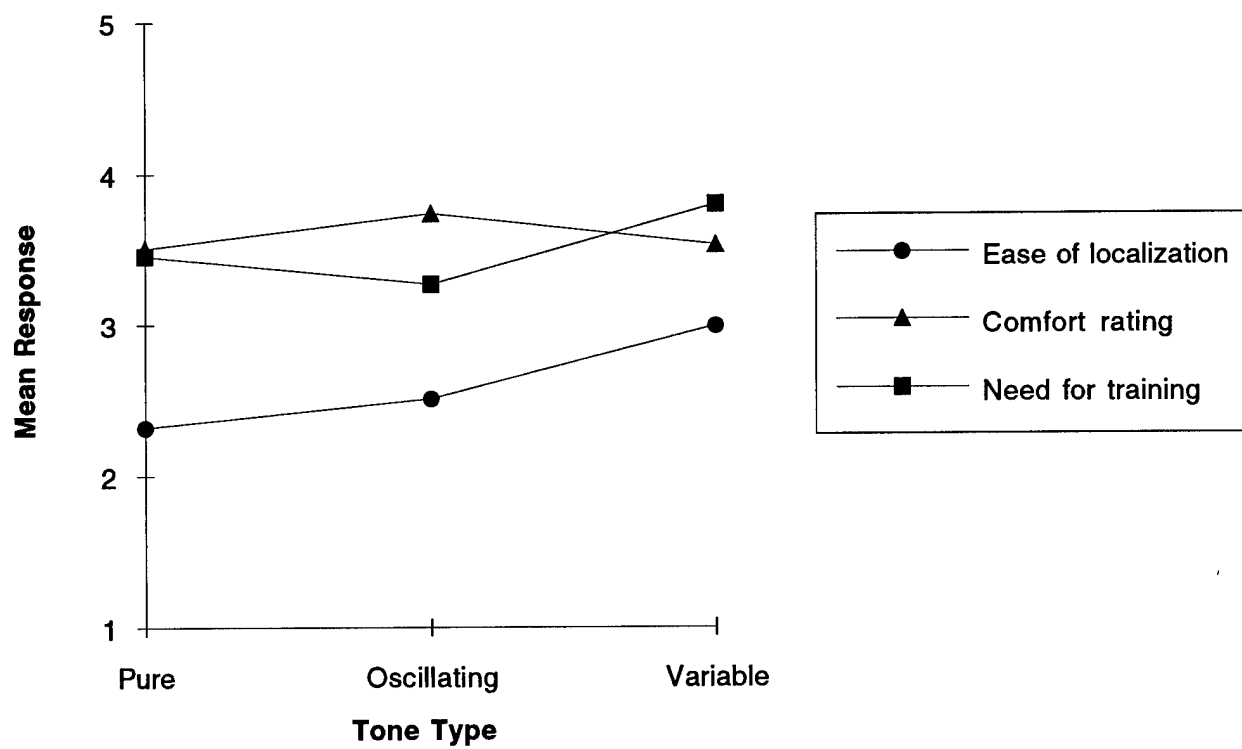 5
4
3
2
1
Mean Response
Pure
Oscillating
Variable
Tone Type
Ease of localization
Comfort rating
Need for training